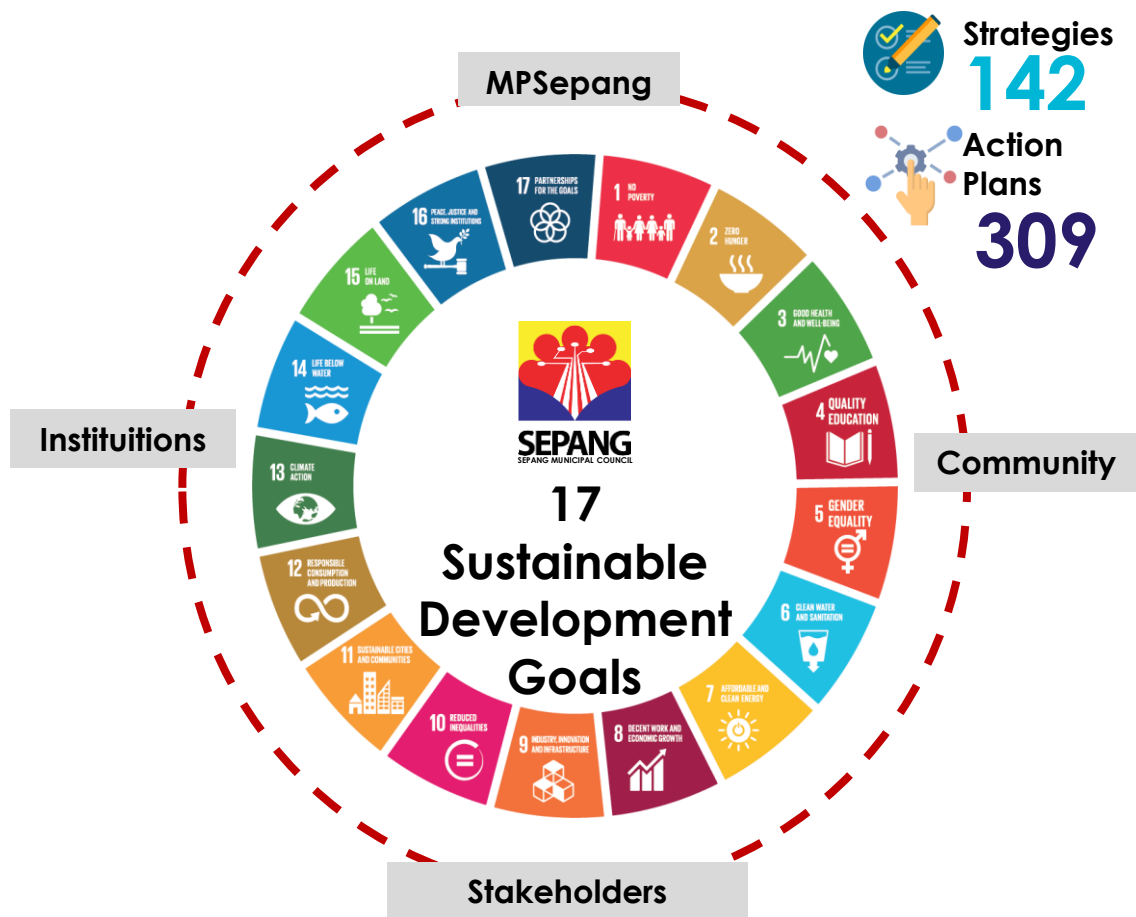 Strategies
142
Action
Plans
309
MPSepang
Instituitions
Community
Stakeholders
SEPANG
SEPANG MUNICIPAL COUNCIL
17
Sustainable
Development
Goals
1 NO
POVERTY
2 ZERO
HUNGER
3 GOOD HEALTH
AND WELL-BEING
4 QUALITY
EDUCATION
5 GENDER
EQUALITY
6 CLEAN WATER
AND SANITATION
7 AFFORDABLE AND
CLEAN ENERGY
8 DECENT WORK AND
ECONOMIC GROWTH
9 INDUSTRY, INNOVATION
AND INFRASTRUCTURE
10 REDUCED
INEQUALITIES
11 SUSTAINABLE CITIES
AND COMMUNITIES
12 RESPONSIBLE
CONSUMPTION
AND PRODUCTION
13 CLIMATE
ACTION
14 LIFE BELOW
WATER
15 LIFE
ON LAND
16 PEACE, JUSTICE AND
STRONG INSTITUTIONS
17 PARTNERSHIPS
FOR THE GOALS